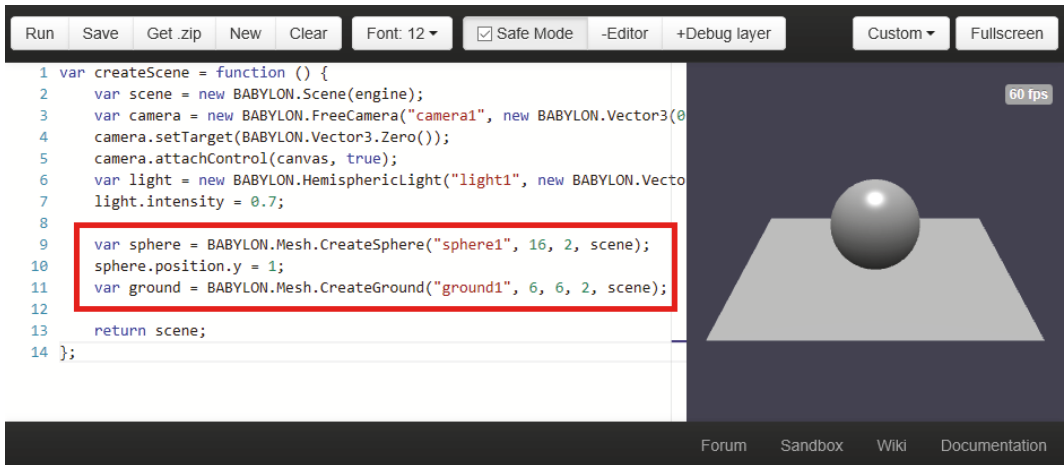 Run Save Get .zip New Clear Font: 12 Safe Mode -Editor +Debug layer Custom Fullscreen
1 var createScene = function () {
2 var scene = new BABYLON.Scene(engine);
3 var camera = new BABYLON.FreeCamera("camera1", new BABYLON.Vector3(0
4 camera.setTarget(BABYLON.Vector3.Zero());
5 camera.attachControl(canvas, true);
6 var light = new BABYLON.HemisphericLight("light1", new BABYLON.Vecto
7 light.intensity = 0.7;
8
9 var sphere = BABYLON.Mesh.CreateSphere("sphere1", 16, 2, scene);
10 sphere.position.y = 1;
11 var ground = BABYLON.Mesh.CreateGround("ground1", 6, 6, 2, scene);
12
13 return scene;
14 };
60 fps
Forum Sandbox Wiki Documentation